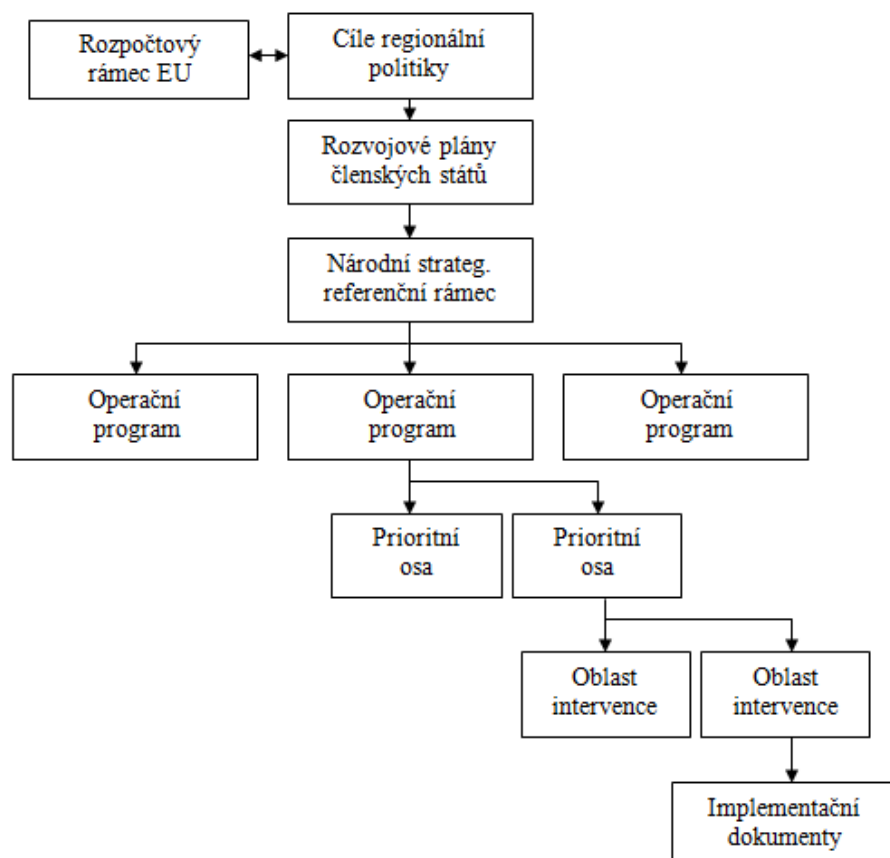 Rozpočtový
rámec EU
Cíle regionální
politiky
Rozvojové plány
členských států
Národní strateg.
referenční rámec
Operační
program
Operační
program
Operační
program
Prioritní
osa
Prioritní
osa
Oblast
intervence
Oblast
intervence
Implementační
dokumenty